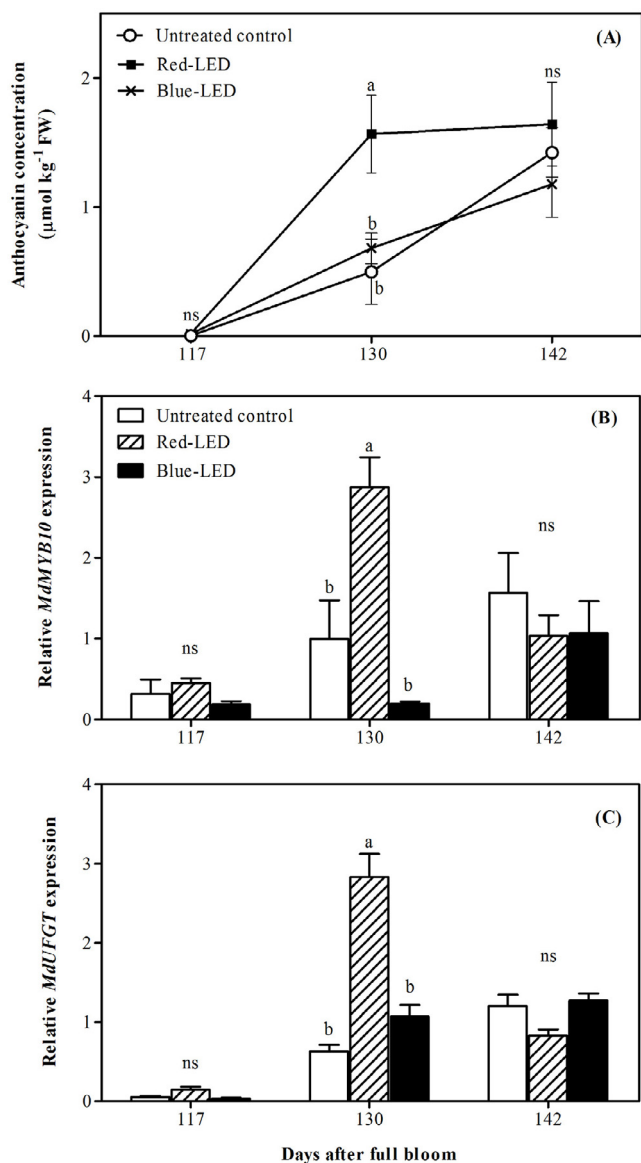 Untreated control
(A)
Red-LED
Blue-LED
Anthocyanin concentration
(μmol kg⁻¹ FW)
2
1
0
ns
a
b
b
ns
117 130 142
Untreated control
(B)
Red-LED
Blue-LED
Relative MdMYB10 expression
4
3
2
1
0
ns
b
a
b
ns
117 130 142
(C)
Relative MdUFGT expression
4
3
2
1
0
ns
b
a
b
ns
117 130 142
Days after full bloom